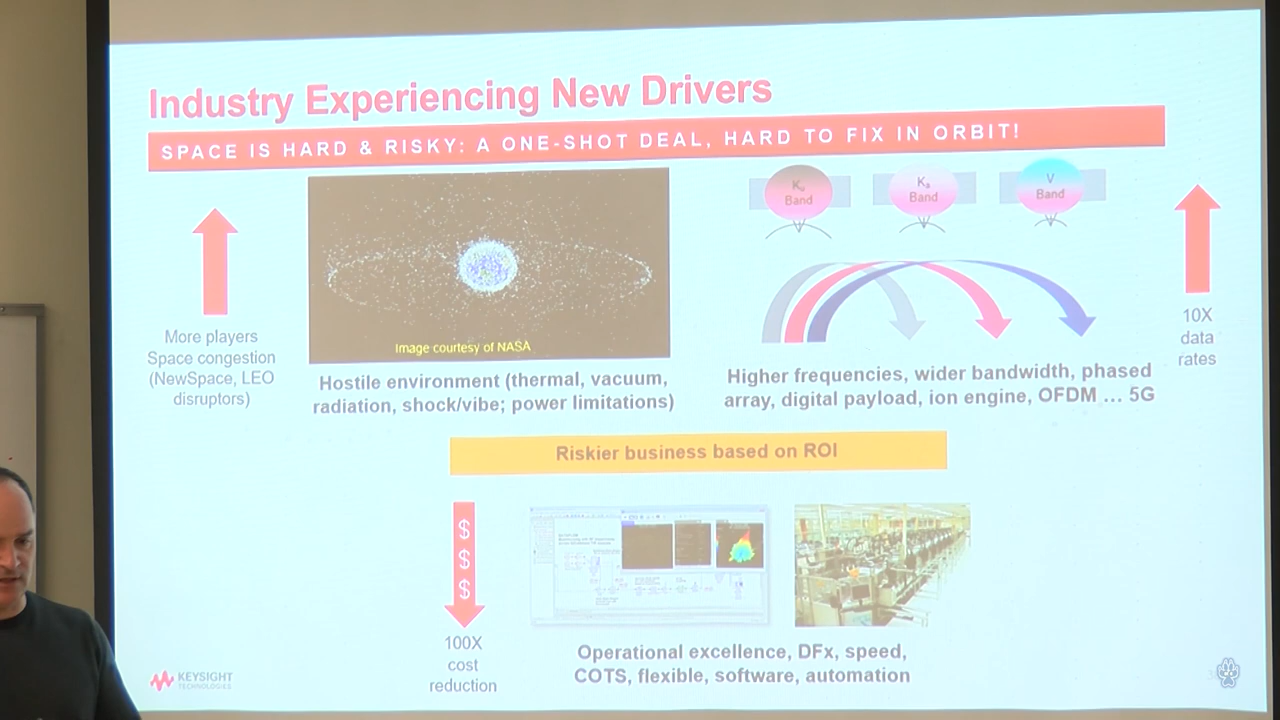 Industry Experiencing New Drivers
SPACE IS HARD & RISKY: A ONE-SHOT DEAL, HARD TO FIX IN ORBIT!
More players
Space congestion
(NewSpace, LEO
disruptors)
Image courtesy of NASA
Hostile environment (thermal, vacuum,
radiation, shock/vibe; power limitations)
Ku
Band
Ka
Band
V
Band
Higher frequencies, wider bandwidth, phased
array, digital payload, ion engine, OFDM ... 5G
10X
data
rates
Riskier business based on ROI
$
$
$
100X
cost
reduction
Operational excellence, DFx, speed,
COTS, flexible, software, automation
KEYSIGHT
TECHNOLOGIES